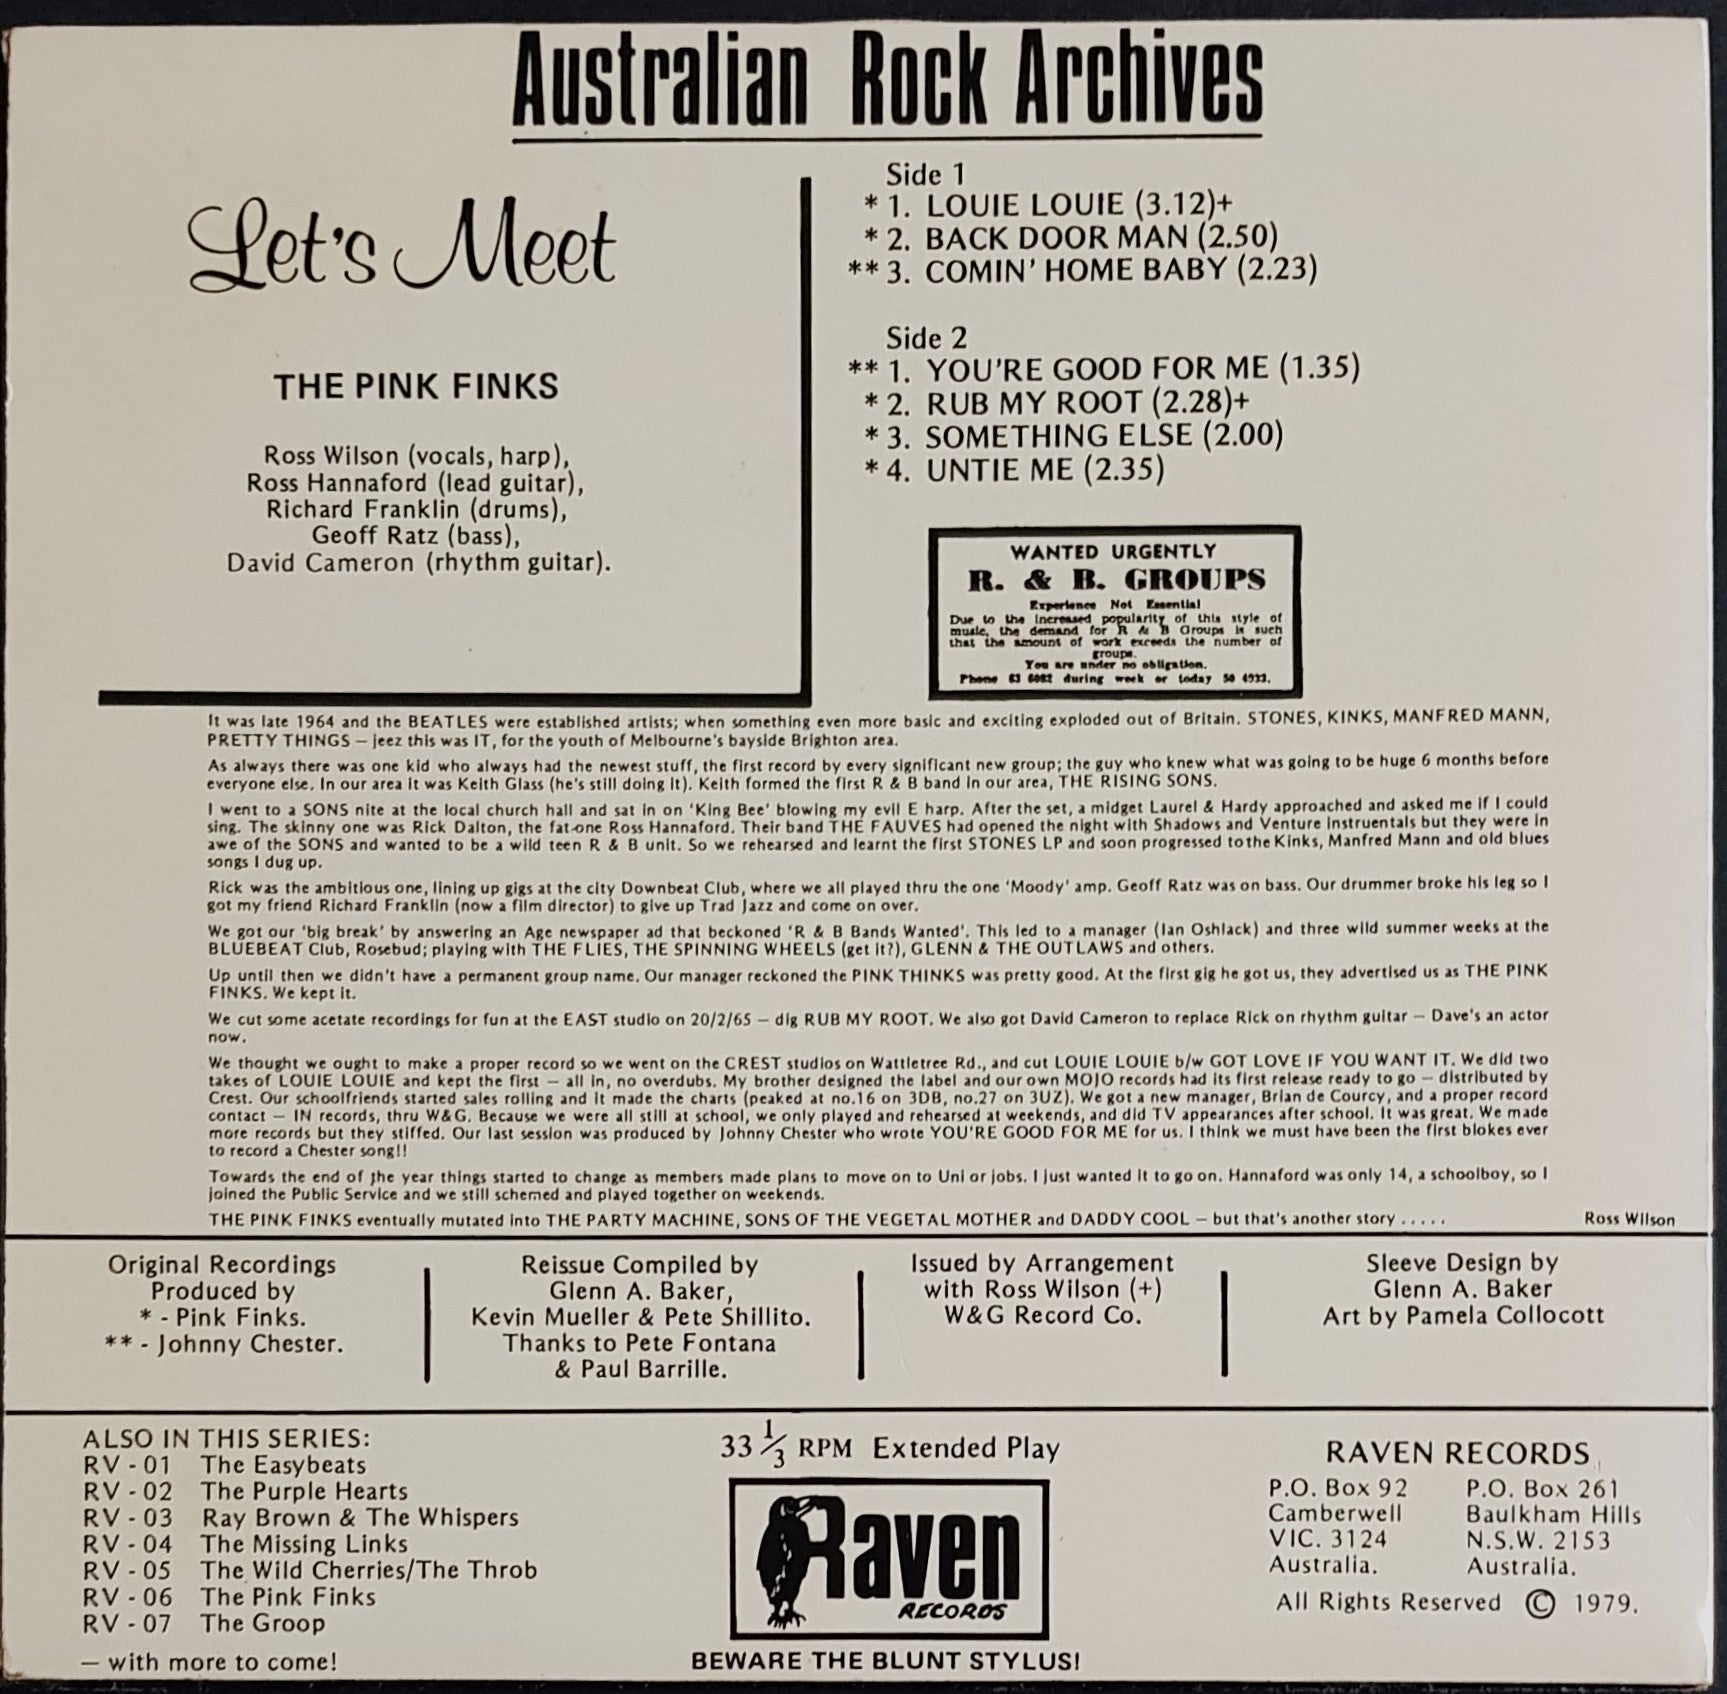 Australian Rock Archives
Let's Meet
THE PINK FINKS
Ross Wilson (vocals, harp),
Ross Hannaford (lead guitar),
Richard Franklin (drums),
Geoff Ratz (bass),
David Cameron (rhythm guitar).
Side 1
* 1. LOUIE LOUIE (3.12)+
* 2. BACK DOOR MAN (2.50)
** 3. COMIN' HOME BABY (2.23)
Side 2
** 1. YOU'RE GOOD FOR ME (1.35)
* 2. RUB MY ROOT (2.28)+
* 3. SOMETHING ELSE (2.00)
* 4. UNTIE ME (2.35)
WANTED URGENTLY
R. & B. GROUPS
Experience Not Essential
Due to the increased popularity of this style of
music, the demand for R & B Groups is such
that the amount of work exceeds the number of
groups.
You are under no obligation.
Phone 63 6082 during week or today 50 4933.
It was late 1964 and the BEATLES were established artists; when something even more basic and exciting exploded out of Britain. STONES, KINKS, MANFRED MANN,
PRETTY THINGS – jeez this was IT, for the youth of Melbourne's bayside Brighton area.
As always there was one kid who always had the newest stuff, the first record by every significant new group; the guy who knew what was going to be huge 6 months before
everyone else. In our area it was Keith Glass (he's still doing it). Keith formed the first R & B band in our area, THE RISING SONS.
I went to a SONS nite at the local church hall and sat in on 'King Bee' blowing my evil E harp. After the set, a midget Laurel & Hardy approached and asked me if I could
sing. The skinny one was Rick Dalton, the fat one Ross Hannaford. Their band THE FAUVES had opened the night with Shadows and Venture Instruentals but they were in
awe of the SONS and wanted to be a wild teen R & B unit. So we rehearsed and learnt the first STONES LP and soon progressed to the Kinks, Manfred Mann and old blues
songs I dug up.
Rick was the ambitious one, lining up gigs at the city Downbeat Club, where we all played thru the one 'Moody' amp. Geoff Ratz was on bass. Our drummer broke his leg so I
got my friend Richard Franklin (now a film director) to give up Trad Jazz and come on over.
We got our 'big break' by answering an Age newspaper ad that beckoned 'R & B Bands Wanted'. This led to a manager (Ian Oshlack) and three wild summer weeks at the
BLUEBEAT Club, Rosebud; playing with THE FLIES, THE SPINNING WHEELS (get it?), GLENN & THE OUTLAWS and others.
Up until then we didn't have a permanent group name. Our manager reckoned the PINK THINKS was pretty good. At the first gig he got us, they advertised us as THE PINK
FINKS. We kept it.
We cut some acetate recordings for fun at the EAST studio on 20/2/65 – dig RUB MY ROOT. We also got David Cameron to replace Rick on rhythm guitar – Dave's an actor
now.
We thought we ought to make a proper record so we went on the CREST studios on Wattletree Rd., and cut LOUIE LOUIE b/w GOT LOVE IF YOU WANT IT. We did two
takes of LOUIE LOUIE and kept the first – all in, no overdubs. My brother designed the label and our own MOJO records had its first release ready to go – distributed by
Crest. Our schoolfriends started sales rolling and it made the charts (peaked at no.16 on 3DB, no.27 on 3UZ). We got a new manager, Brian de Courcy, and a proper record
contact – IN records, thru W&G. Because we were all still at school, we only played and rehearsed at weekends, and did TV appearances after school. It was great. We made
more records but they stiffed. Our last session was produced by Johnny Chester who wrote YOU'RE GOOD FOR ME for us. I think we must have been the first blokes ever
to record a Chester song!!
Towards the end of the year things started to change as members made plans to move on to Uni or jobs. I just wanted it to go on. Hannaford was only 14, a schoolboy, so I
joined the Public Service and we still schemed and played together on weekends.
THE PINK FINKS eventually mutated into THE PARTY MACHINE, SONS OF THE VEGETAL MOTHER and DADDY COOL – but that's another story . . . . . Ross Wilson
Original Recordings
Produced by
* - Pink Finks.
** - Johnny Chester.
Reissue Compiled by
Glenn A. Baker,
Kevin Mueller & Pete Shillito.
Thanks to Pete Fontana
& Paul Barrille.
Issued by Arrangement
with Ross Wilson (+)
W&G Record Co.
Sleeve Design by
Glenn A. Baker
Art by Pamela Collocott
ALSO IN THIS SERIES:
RV - 01 The Easybeats
RV - 02 The Purple Hearts
RV - 03 Ray Brown & The Whispers
RV - 04 The Missing Links
RV - 05 The Wild Cherries/The Throb
RV - 06 The Pink Finks
RV - 07 The Groop
– with more to come!
33 1/3 RPM Extended Play
Raven
RECORDS
BEWARE THE BLUNT STYLUS!
RAVEN RECORDS
P.O. Box 92
Camberwell
VIC. 3124
Australia.
P.O. Box 261
Baulkham Hills
N.S.W. 2153
Australia.
All Rights Reserved © 1979.